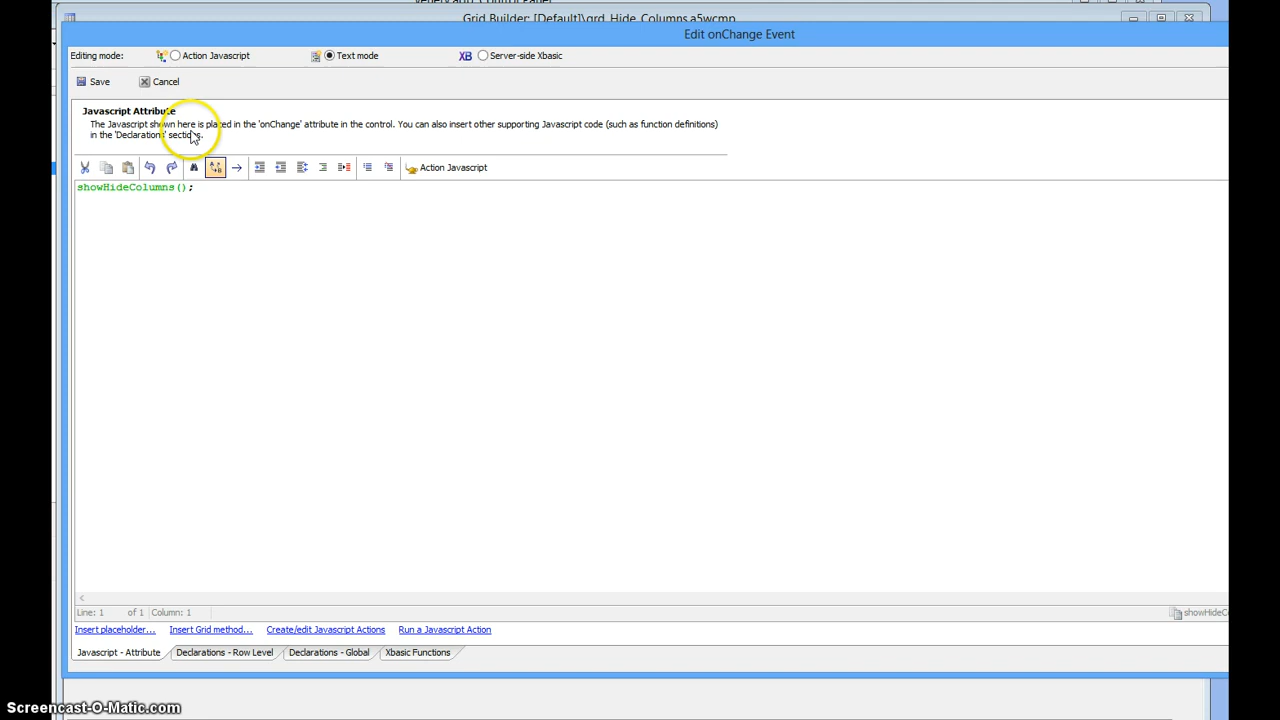 Grid Builder: [Default]\grd_Hide_Columns.a5wcmp
Edit onChange Event
Editing mode: Action Javascript Text mode XB Server-side Xbasic
Save Cancel
Javascript Attribute
The Javascript shown here is placed in the 'onChange' attribute in the control. You can also insert other supporting Javascript code (such as function definitions)
in the 'Declarations' sections.
Action Javascript
showHideColumns();
Line: 1 of 1 Column: 1 showHideC
Insert placeholder... Insert Grid method... Create/edit Javascript Actions Run a Javascript Action
Javascript - Attribute Declarations - Row Level Declarations - Global Xbasic Functions
Screencast-O-Matic.com